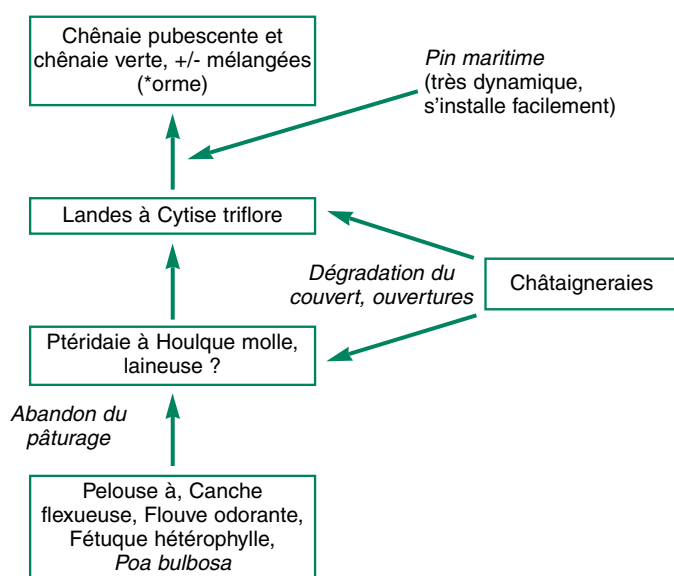 Chênaie pubescente et
chênaie verte, +/- mélangées
(*orme)
Pin maritime
(très dynamique,
s'installe facilement)
Landes à Cytise triflore
Dégradation du
couvert, ouvertures
Châtaigneraies
Ptéridaie à Houlque molle,
laineuse ?
Abandon du
pâturage
Pelouse à, Canche
flexueuse, Flouve odorante,
Fétuque hétérophylle,
Poa bulbosa